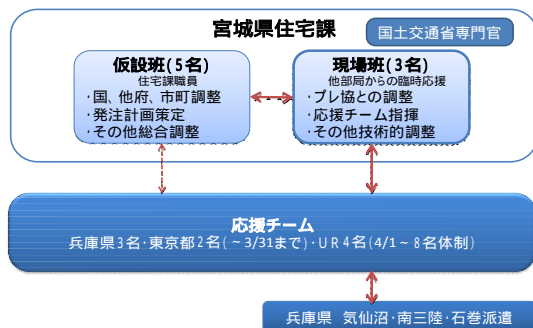 宮城県住宅課
国土交通省専門官
仮設班(5名)
住宅課職員
・国、他府、市町調整
・発注計画策定
・その他総合調整
現場班(3名)
他部局からの臨時応援
・プレ協との調整
・応援チーム指揮
・その他技術的調整
応援チーム
兵庫県3名・東京都2名(~3/31まで)・UR4名(4/1~8名体制)
兵庫県 気仙沼・南三陸・石巻派遣